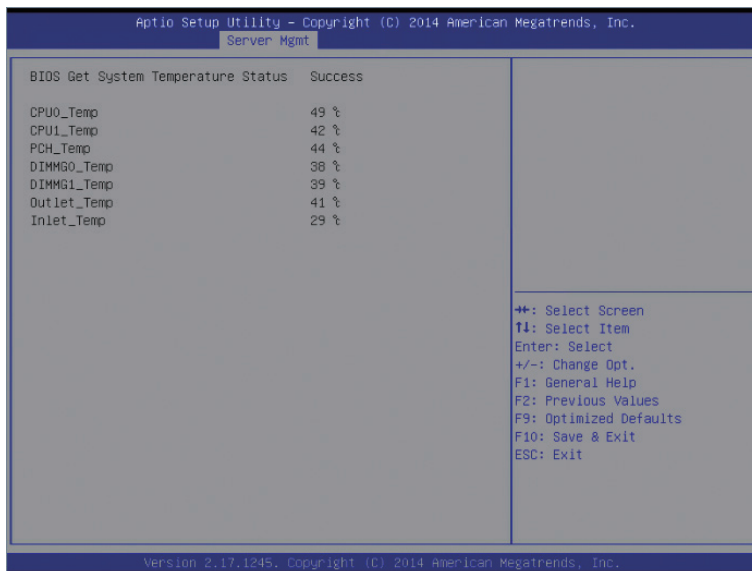 Aptio Setup Utility – Copyright (C) 2014 American Megatrends, Inc.
Server Mgmt
BIOS Get System Temperature Status Success
CPU0_Temp 49 ℃
CPU1_Temp 42 ℃
PCH_Temp 44 ℃
DIMMG0_Temp 38 ℃
DIMMG1_Temp 39 ℃
Outlet_Temp 41 ℃
Inlet_Temp 29 ℃
→←: Select Screen
↑↓: Select Item
Enter: Select
+/-: Change Opt.
F1: General Help
F2: Previous Values
F9: Optimized Defaults
F10: Save & Exit
ESC: Exit
Version 2.17.1245. Copyright (C) 2014 American Megatrends, Inc.